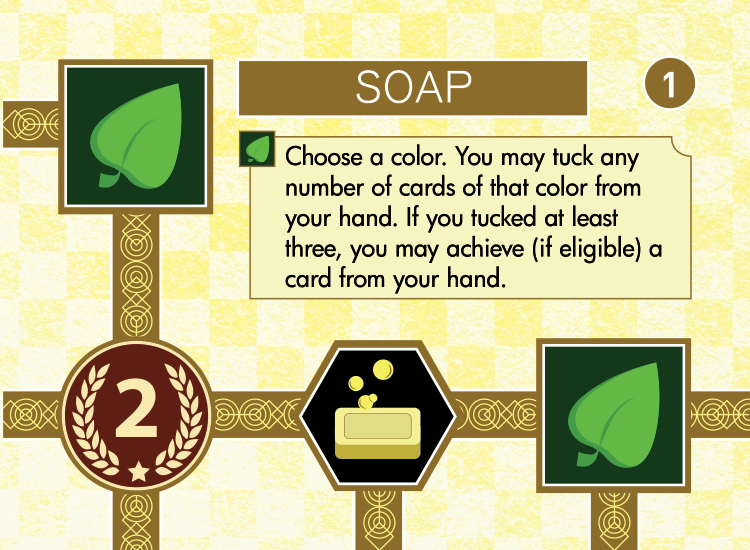 SOAP
1
Choose a color. You may tuck any
number of cards of that color from
your hand. If you tucked at least
three, you may achieve (if eligible) a
card from your hand.
2